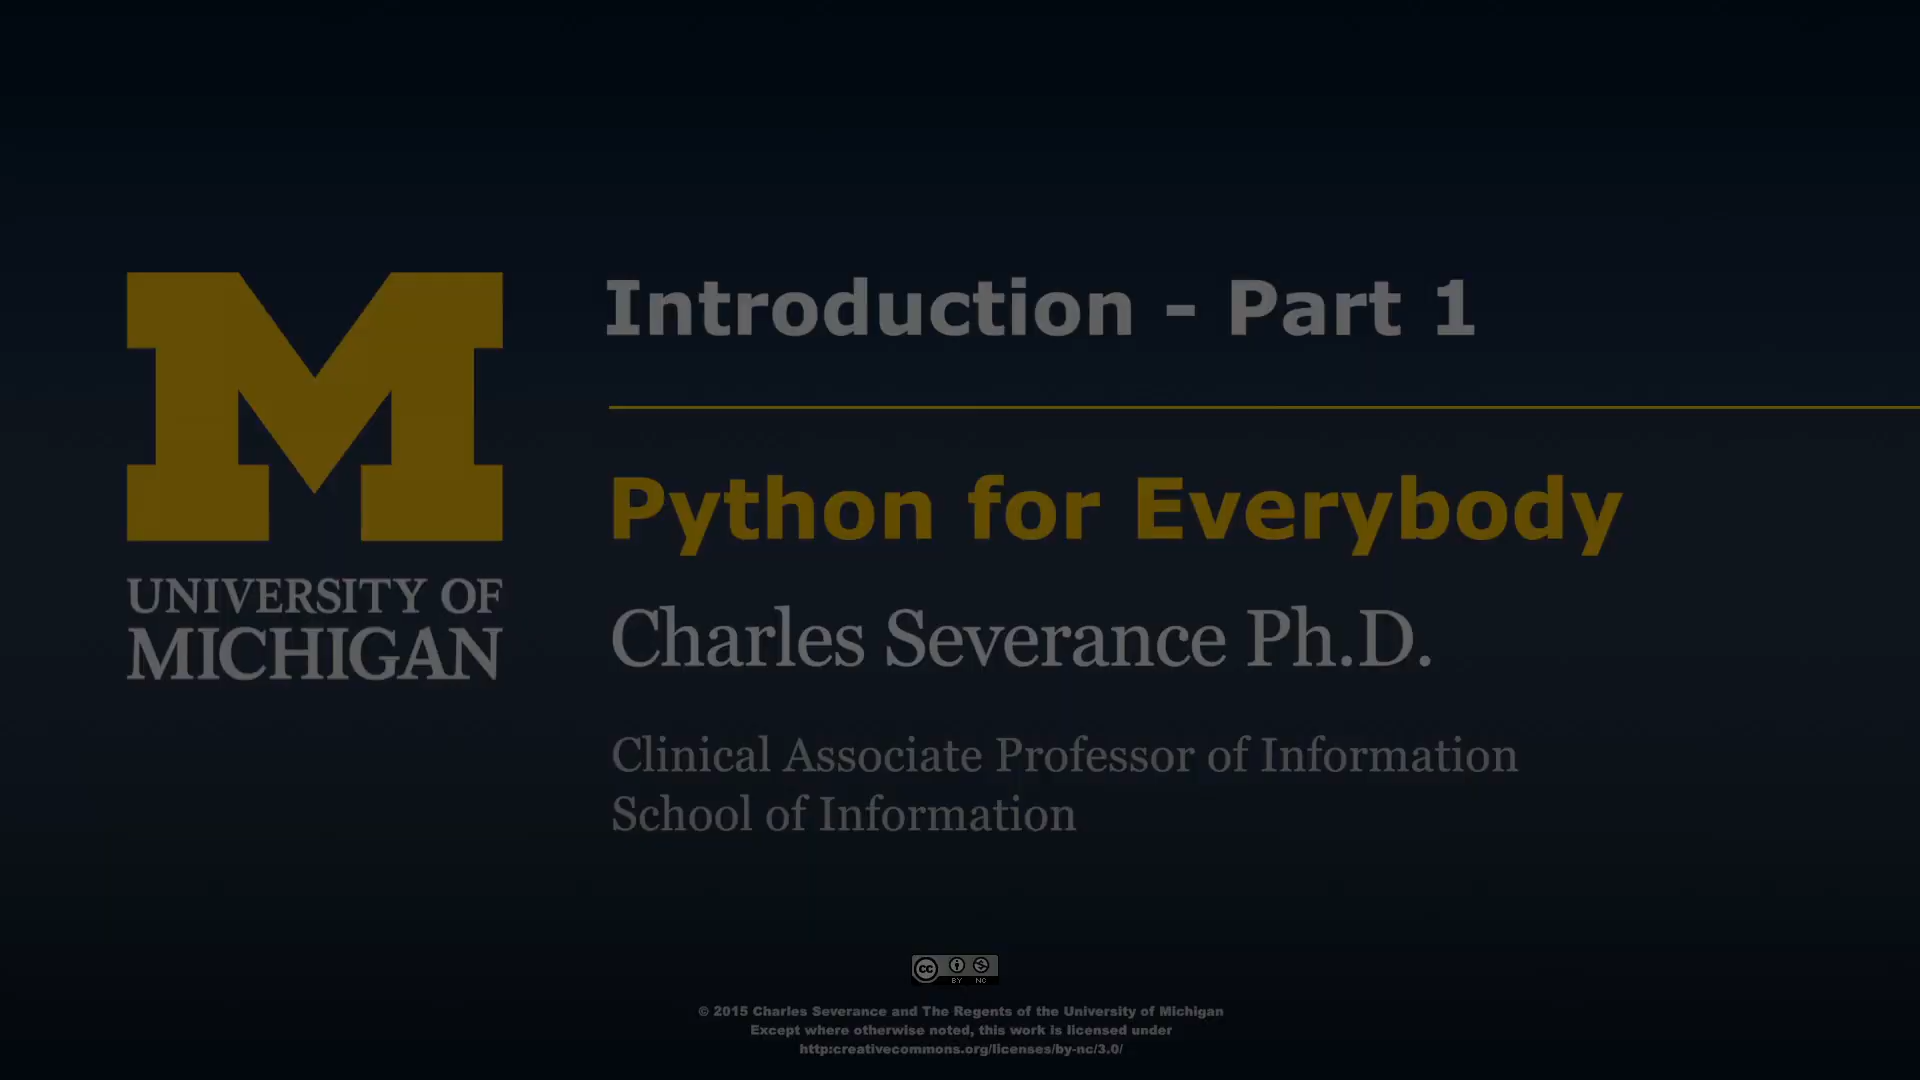 Introduction - Part 1
Python for Everybody
UNIVERSITY OF
MICHIGAN
Charles Severance Ph.D.
Clinical Associate Professor of Information
School of Information
cc BY NC
© 2015 Charles Severance and The Regents of the University of Michigan
Except where otherwise noted, this work is licensed under
http:creativecommons.org/licenses/by-nc/3.0/